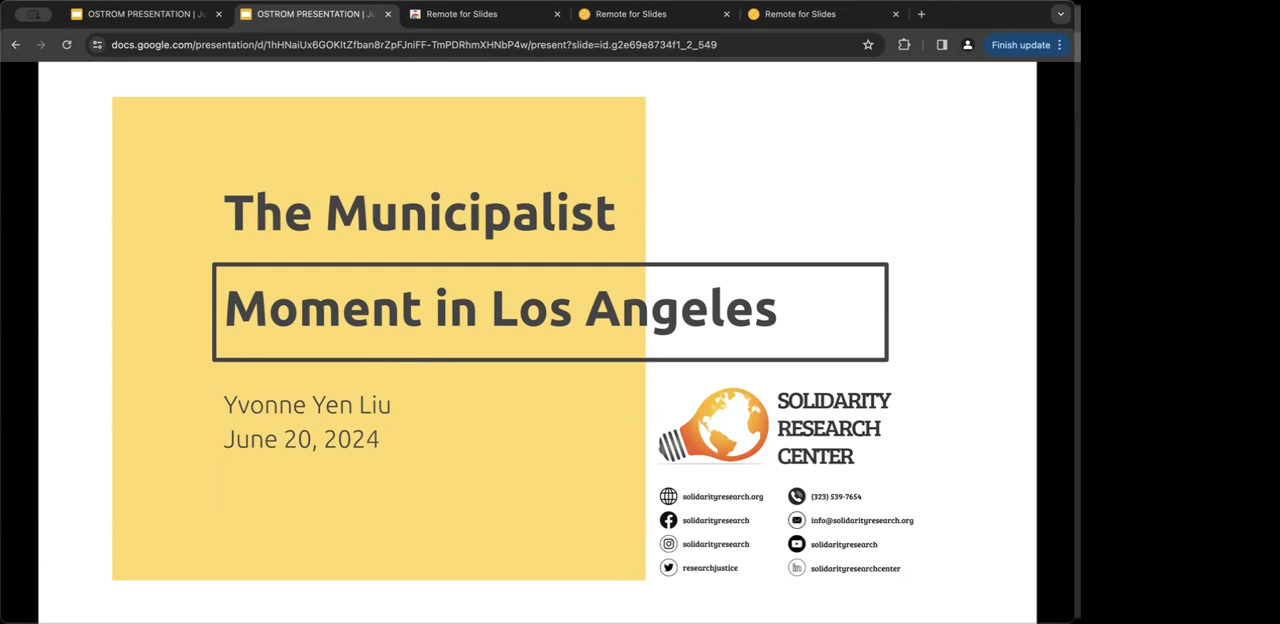 OSTROM PRESENTATION | Ju
OSTROM PRESENTATION | Ju
Remote for Slides
Remote for Slides
Remote for Slides
docs.google.com/presentation/d/1hHNaiUx6GOKItZfban8rZpFJniFF-TmPDRhmXHNbP4w/present?slide=id.g2e69e8734f1_2_549
Finish update
The Municipalist
Moment in Los Angeles
Yvonne Yen Liu
June 20, 2024
SOLIDARITY
RESEARCH
CENTER
solidarityresearch.org
(323) 539-7654
solidarityresearch
info@solidarityresearch.org
solidarityresearch
solidarityresearch
researchjustice
solidarityresearchcenter